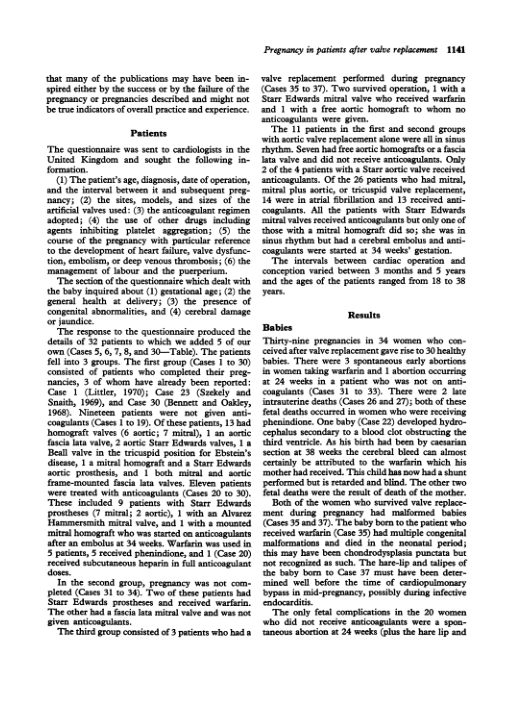 Pregnancy in patients after valve replacement 1141
that many of the publications may have been in-
spired either by the success or by the failure of the
pregnancy or pregnancies described and might not
be true indicators of overall practice and experience.
Patients
The questionnaire was sent to cardiologists in the
United Kingdom and sought the following in-
formation.
(1) The patient's age, diagnosis, date of operation,
and the interval between it and subsequent preg-
nancy; (2) the sites, models, and sizes of the
artificial valves used: (3) the anticoagulant regimen
adopted; (4) the use of other drugs including
agents inhibiting platelet aggregation; (5) the
course of the pregnancy with particular reference
to the development of heart failure, valve dysfunc-
tion, embolism, or deep venous thrombosis; (6) the
management of labour and the puerperium.
The section of the questionnaire which dealt with
the baby inquired about (1) gestational age; (2) the
general health at delivery; (3) the presence of
congenital abnormalities, and (4) cerebral damage
or jaundice.
The response to the questionnaire produced the
details of 32 patients to which we added 5 of our
own (Cases 5, 6, 7, 8, and 30—Table). The patients
fell into 3 groups. The first group (Cases 1 to 30)
consisted of patients who completed their preg-
nancies, 3 of whom have already been reported:
Case 1 (Littler, 1970); Case 23 (Szekely and
Snaith, 1969), and Case 30 (Bennett and Oakley,
1968). Nineteen patients were not given anti-
coagulants (Cases 1 to 19). Of these patients, 13 had
homograft valves (6 aortic; 7 mitral), 1 an aortic
fascia lata valve, 2 aortic Starr Edwards valves, 1 a
Beall valve in the tricuspid position for Ebstein's
disease, 1 a mitral homograft and a Starr Edwards
aortic prosthesis, and 1 both mitral and aortic
frame-mounted fascia lata valves. Eleven patients
were treated with anticoagulants (Cases 20 to 30).
These included 9 patients with Starr Edwards
prostheses (7 mitral; 2 aortic), 1 with an Alvarez
Hammersmith mitral valve, and 1 with a mounted
mitral homograft who was started on anticoagulants
after an embolus at 34 weeks. Warfarin was used in
5 patients, 5 received phenindione, and 1 (Case 20)
received subcutaneous heparin in full anticoagulant
doses.
In the second group, pregnancy was not com-
pleted (Cases 31 to 34). Two of these patients had
Starr Edwards prostheses and received warfarin.
The other had a fascia lata mitral valve and was not
given anticoagulants.
The third group consisted of 3 patients who had a
valve replacement performed during pregnancy
(Cases 35 to 37). Two survived operation, 1 with a
Starr Edwards mitral valve who received warfarin
and 1 with a free aortic homograft to whom no
anticoagulants were given.
The 11 patients in the first and second groups
with aortic valve replacement alone were all in sinus
rhythm. Seven had free aortic homografts or a fascia
lata valve and did not receive anticoagulants. Only
2 of the 4 patients with a Starr aortic valve received
anticoagulants. Of the 26 patients who had mitral,
mitral plus aortic, or tricuspid valve replacement,
14 were in atrial fibrillation and 13 received anti-
coagulants. All the patients with Starr Edwards
mitral valves received anticoagulants but only one of
those with a mitral homograft did so; she was in
sinus rhythm but had a cerebral embolus and anti-
coagulants were started at 34 weeks' gestation.
The intervals between cardiac operation and
conception varied between 3 months and 5 years
and the ages of the patients ranged from 18 to 38
years.
Results
Babies
Thirty-nine pregnancies in 34 women who con-
ceived after valve replacement gave rise to 30 healthy
babies. There were 3 spontaneous early abortions
in women taking warfarin and 1 abortion occurring
at 24 weeks in a patient who was not on anti-
coagulants (Cases 31 to 33). There were 2 late
intrauterine deaths (Cases 26 and 27); both of these
fetal deaths occurred in women who were receiving
phenindione. One baby (Case 22) developed hydro-
cephalus secondary to a blood clot obstructing the
third ventricle. As his birth had been by caesarian
section at 38 weeks the cerebral bleed can almost
certainly be attributed to the warfarin which his
mother had received. This child has now had a shunt
performed but is retarded and blind. The other two
fetal deaths were the result of death of the mother.
Both of the women who survived valve replace-
ment during pregnancy had malformed babies
(Cases 35 and 37). The baby born to the patient who
received warfarin (Case 35) had multiple congenital
malformations and died in the neonatal period;
this may have been chondrodysplasia punctata but
not recognized as such. The hare-lip and talipes of
the baby born to Case 37 must have been deter-
mined well before the time of cardiopulmonary
bypass in mid-pregnancy, possibly during infective
endocarditis.
The only fetal complications in the 20 women
who did not receive anticoagulants were a spon-
taneous abortion at 24 weeks (plus the hare lip and